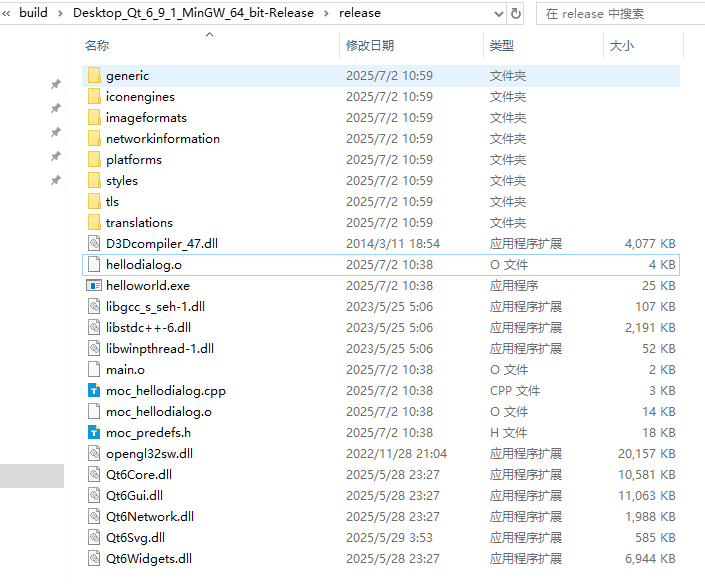 « build › Desktop_Qt_6_9_1_MinGW_64_bit-Release › release 在 release 中搜索
名称 修改日期 类型 大小
generic 2025/7/2 10:59 文件夹
iconengines 2025/7/2 10:59 文件夹
imageformats 2025/7/2 10:59 文件夹
networkinformation 2025/7/2 10:59 文件夹
platforms 2025/7/2 10:59 文件夹
styles 2025/7/2 10:59 文件夹
tls 2025/7/2 10:59 文件夹
translations 2025/7/2 10:59 文件夹
D3Dcompiler_47.dll 2014/3/11 18:54 应用程序扩展 4,077 KB
hellodialog.o 2025/7/2 10:38 O 文件 4 KB
helloworld.exe 2025/7/2 10:38 应用程序 25 KB
libgcc_s_seh-1.dll 2023/5/25 5:06 应用程序扩展 107 KB
libstdc++-6.dll 2023/5/25 5:06 应用程序扩展 2,191 KB
libwinpthread-1.dll 2023/5/25 5:06 应用程序扩展 52 KB
main.o 2025/7/2 10:38 O 文件 2 KB
moc_hellodialog.cpp 2025/7/2 10:38 CPP 文件 3 KB
moc_hellodialog.o 2025/7/2 10:38 O 文件 14 KB
moc_predefs.h 2025/7/2 10:38 H 文件 18 KB
opengl32sw.dll 2022/11/28 21:04 应用程序扩展 20,157 KB
Qt6Core.dll 2025/5/28 23:27 应用程序扩展 10,581 KB
Qt6Gui.dll 2025/5/28 23:27 应用程序扩展 11,063 KB
Qt6Network.dll 2025/5/28 23:27 应用程序扩展 1,988 KB
Qt6Svg.dll 2025/5/29 3:53 应用程序扩展 585 KB
Qt6Widgets.dll 2025/5/28 23:27 应用程序扩展 6,944 KB